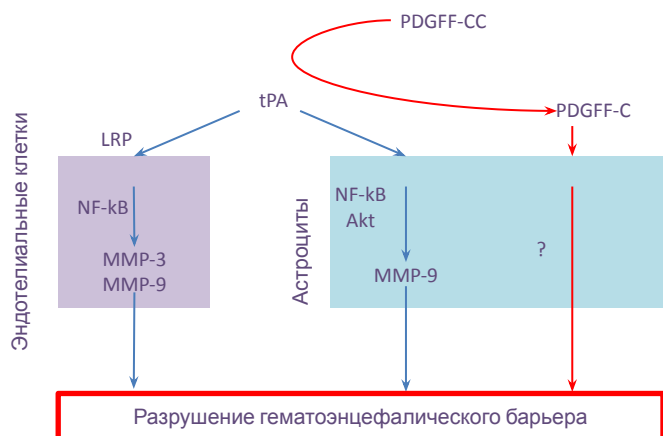 PDGFF-CC
tPA
PDGFF-C
LRP
Эндотелиальные клетки
NF-kB
MMP-3
MMP-9
Астроциты
NF-kB
Akt
MMP-9
?
Разрушение гематоэнцефалического барьера